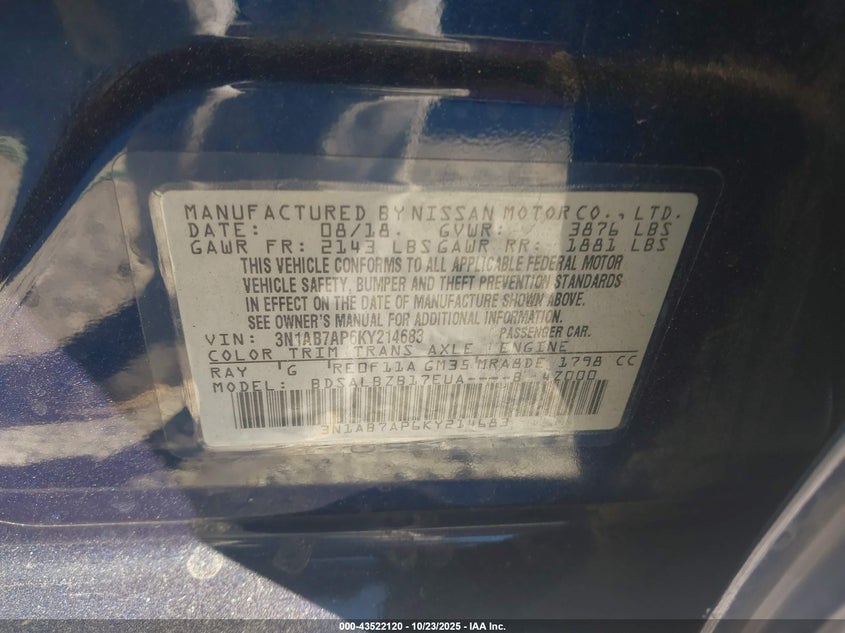 MANUFACTURED BY NISSAN MOTOR CO., LTD.
DATE: 08/18. GVWR: 3876 LBS
GAWR FR: 2143 LBS GAWR RR: 1881 LBS
THIS VEHICLE CONFORMS TO ALL APPLICABLE FEDERAL MOTOR
VEHICLE SAFETY, BUMPER AND THEFT PREVENTION STANDARDS
IN EFFECT ON THE DATE OF MANUFACTURE SHOWN ABOVE.
SEE OWNER'S MANUAL FOR ADDITIONAL INFORMATION.
VIN: 3N1AB7AP6KY214683 PASSENGER CAR.
COLOR TRIM TRANS AXLE ENGINE
RAY G RE0F11A GM35 MRA8DE 1798 CC
MODEL: BDSALBZB17EUA----
3N1AB7AP6KY214683
000-43522120 - 10/23/2025 - © IAA Inc.